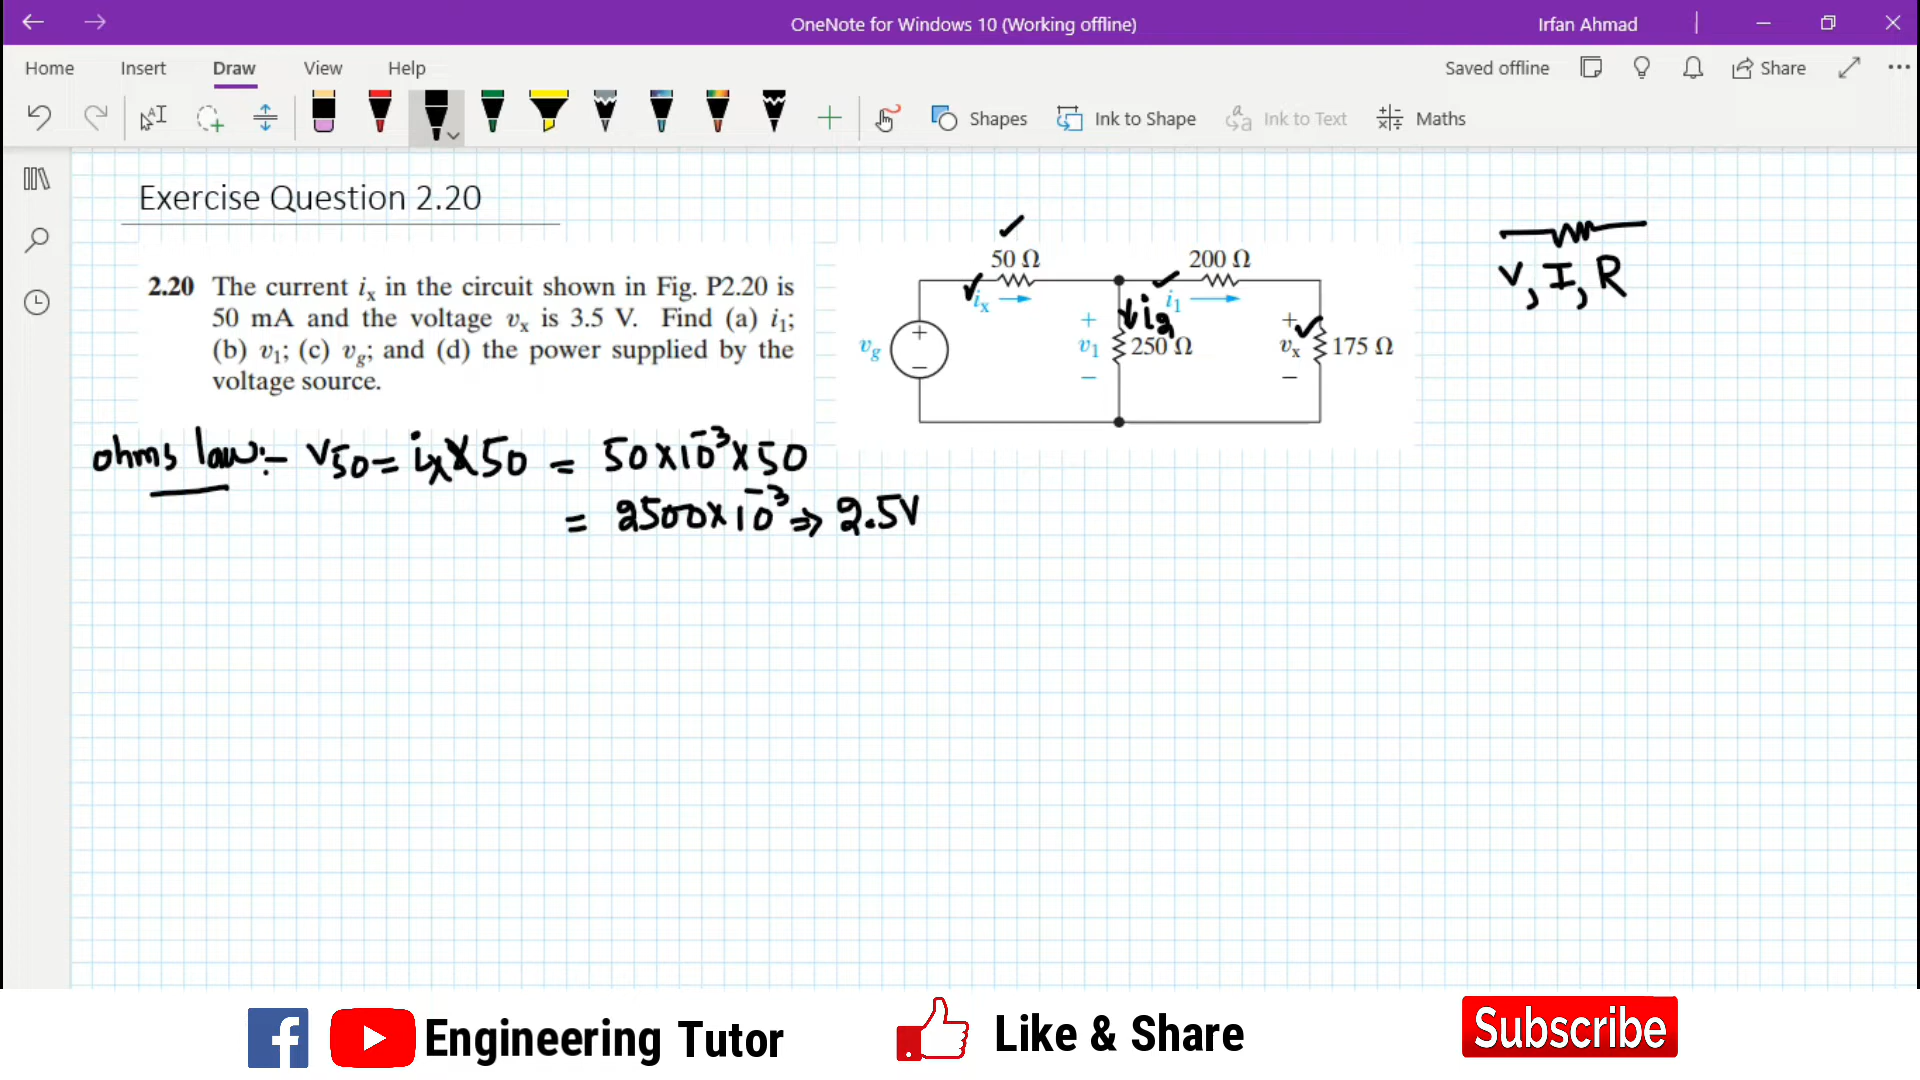 OneNote for Windows 10 (Working offline)
Irfan Ahmad
Home Insert Draw View Help
Saved offline
Share
Shapes
Ink to Shape
Ink to Text
Maths
Exercise Question 2.20
2.20 The current ix in the circuit shown in Fig. P2.20 is
50 mA and the voltage vx is 3.5 V. Find (a) i1;
(b) v1; (c) vg; and (d) the power supplied by the
voltage source.
50 Ω
200 Ω
ix
i1
i2
vg
+
−
+
v1
−
250 Ω
+
vx
−
175 Ω
V, I, R
ohms law:- V50 = ix × 50 = 50×10⁻³×50
= 2500×10⁻³ ⇒ 2.5V
Engineering Tutor
Like & Share
Subscribe